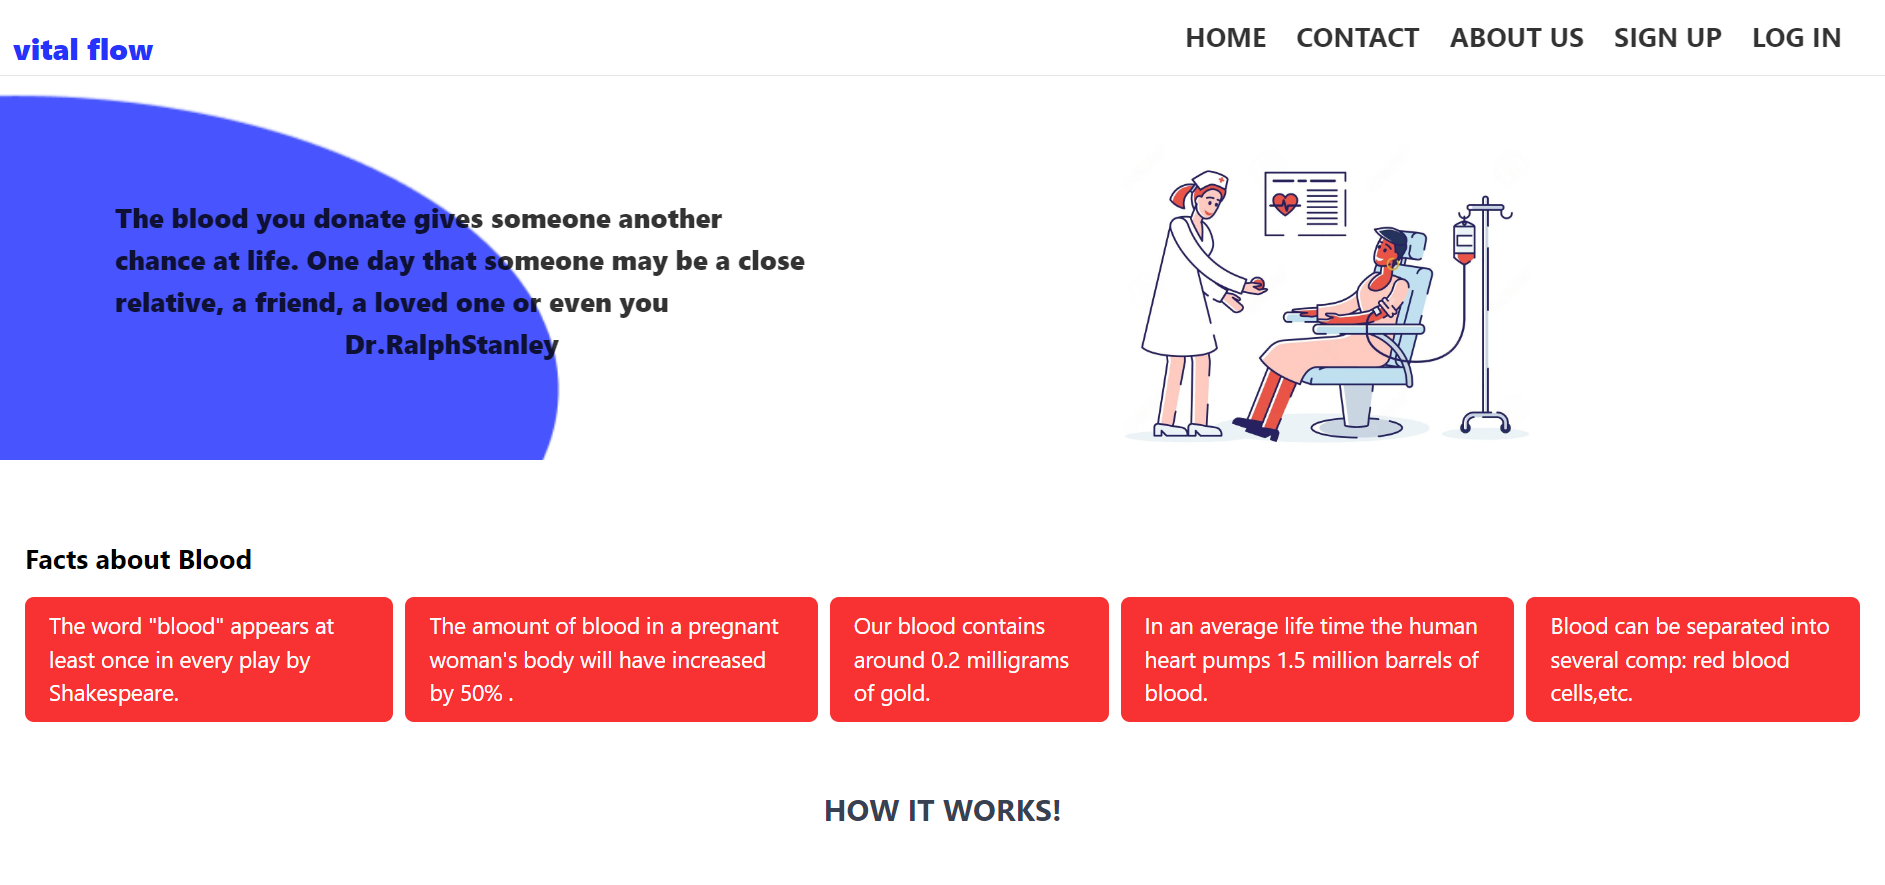 vital flow
HOME CONTACT ABOUT US SIGN UP LOG IN
The blood you donate gives someone another
chance at life. One day that someone may be a close
relative, a friend, a loved one or even you
Dr.RalphStanley
Facts about Blood
The word "blood" appears at
least once in every play by
Shakespeare.
The amount of blood in a pregnant
woman's body will have increased
by 50% .
Our blood contains
around 0.2 milligrams
of gold.
In an average life time the human
heart pumps 1.5 million barrels of
blood.
Blood can be separated into
several comp: red blood
cells,etc.
HOW IT WORKS!